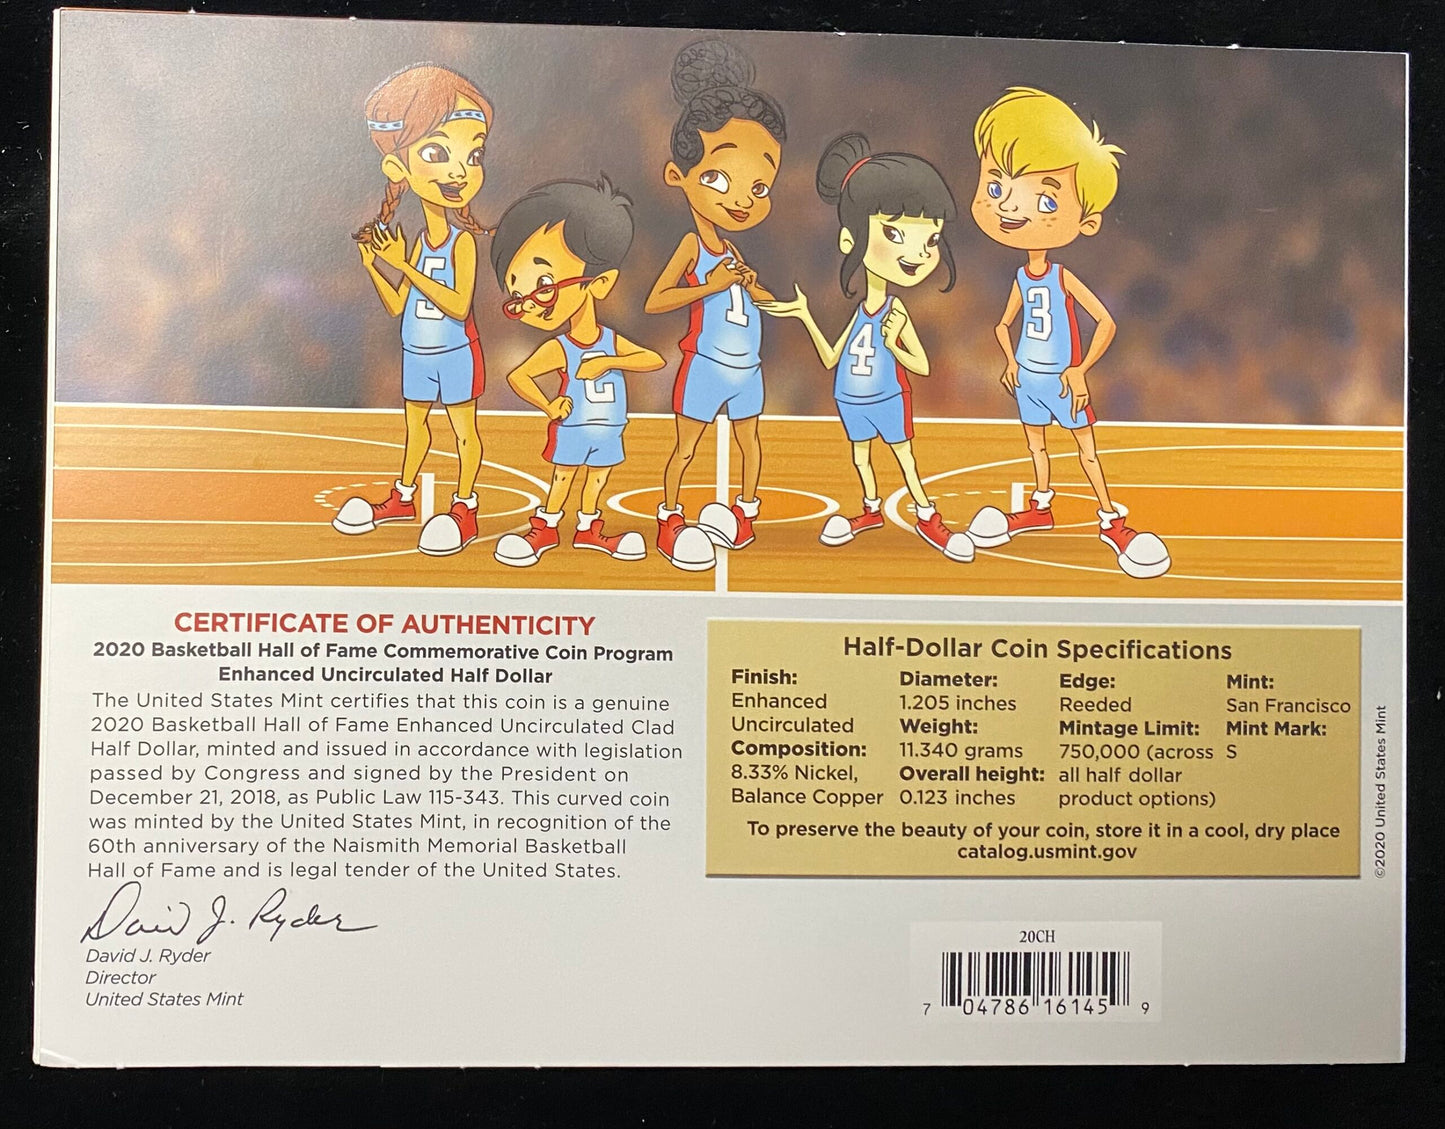 5
2
1
4
3
CERTIFICATE OF AUTHENTICITY
2020 Basketball Hall of Fame Commemorative Coin Program
Enhanced Uncirculated Half Dollar
The United States Mint certifies that this coin is a genuine
2020 Basketball Hall of Fame Enhanced Uncirculated Clad
Half Dollar, minted and issued in accordance with legislation
passed by Congress and signed by the President on
December 21, 2018, as Public Law 115-343. This curved coin
was minted by the United States Mint, in recognition of the
60th anniversary of the Naismith Memorial Basketball
Hall of Fame and is legal tender of the United States.
David J. Ryder
David J. Ryder
Director
United States Mint
Half-Dollar Coin Specifications
Finish:
Enhanced
Uncirculated
Composition:
8.33% Nickel,
Balance Copper
Diameter:
1.205 inches
Weight:
11.340 grams
Overall height:
0.123 inches
Edge:
Reeded
Mintage Limit:
750,000 (across
all half dollar
product options)
Mint:
San Francisco
Mint Mark:
S
To preserve the beauty of your coin, store it in a cool, dry place
catalog.usmint.gov
©2020 United States Mint
20CH
7 04786 16145 9